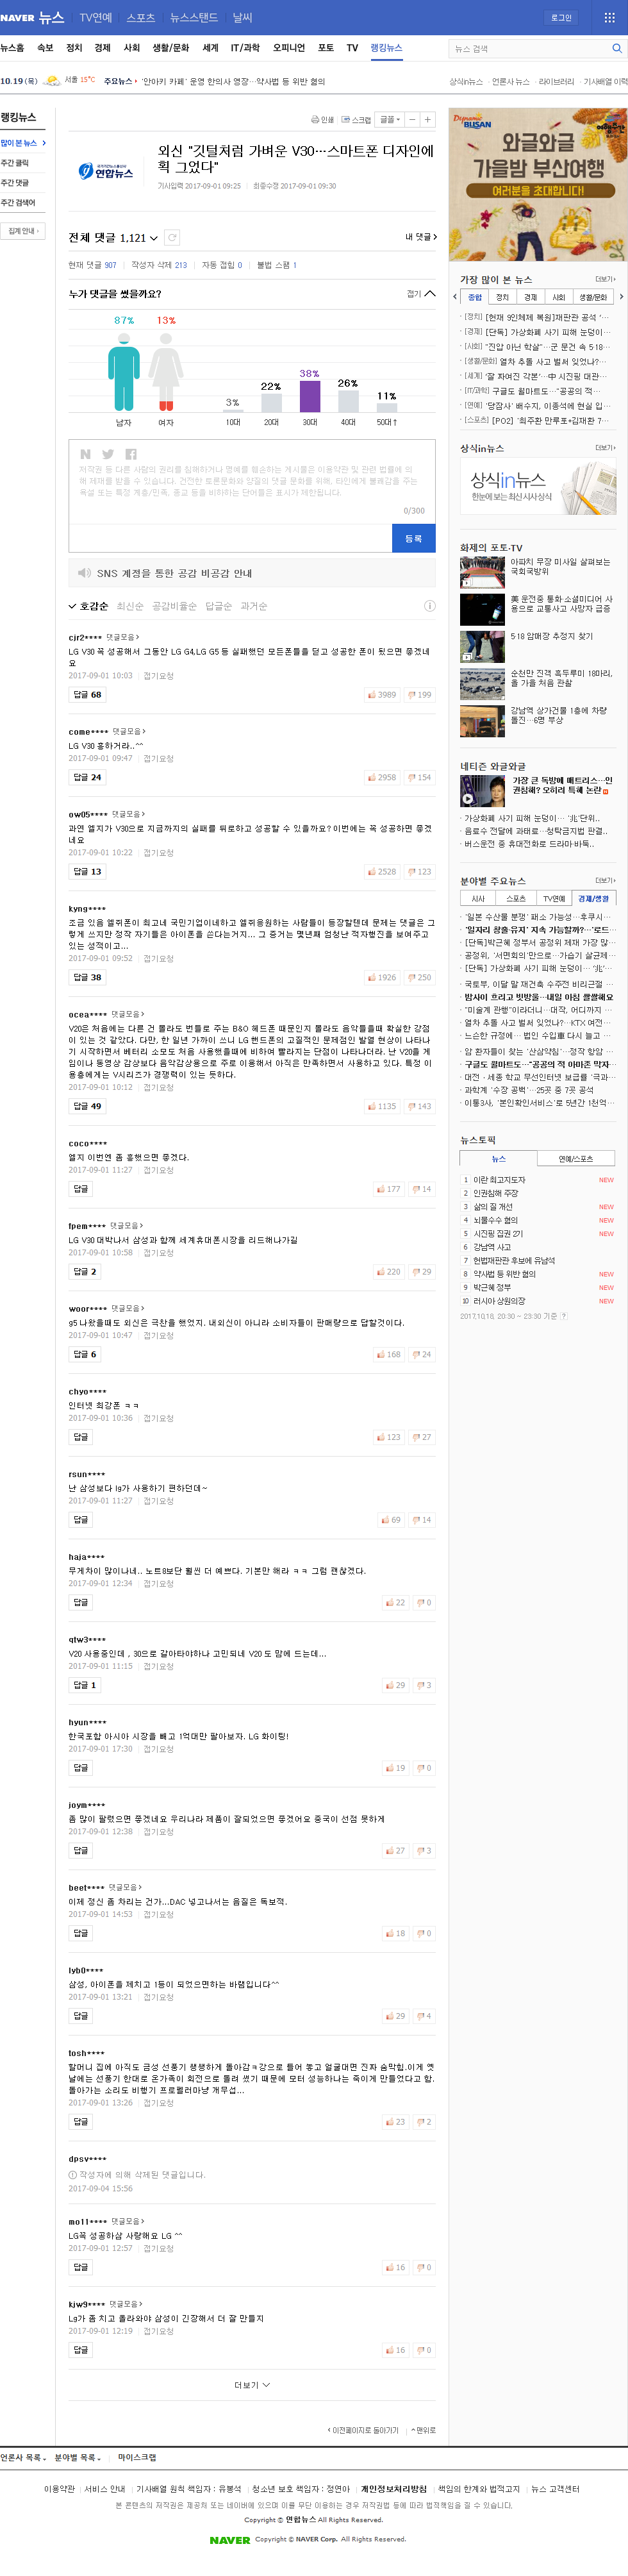 NAVER 뉴스 TV연예 스포츠 뉴스스탠드 날씨
로그인
뉴스홈 속보 정치 경제 사회 생활/문화 세계 IT/과학 오피니언 포토 TV 랭킹뉴스
뉴스 검색
10.19 (목) 서울 15°C 주요뉴스 '안아키 카페' 운영 한의사 영장…약사법 등 위반 혐의
상식in뉴스 언론사 뉴스 라이브러리 기사배열 이력
랭킹뉴스
많이 본 뉴스
주간 클릭
주간 댓글
주간 검색어
집계 안내
인쇄 스크랩 글꼴
연합뉴스
외신 "깃털처럼 가벼운 V30…스마트폰 디자인에
획 그었다"
기사입력 2017-09-01 09:25 최종수정 2017-09-01 09:30
전체 댓글 1,121
내 댓글
현재 댓글 907 작성자 삭제 213 자동 접힘 0 불법 스팸 1
누가 댓글을 썼을까요?
접기
87% 13%
남자 여자
3% 22% 38% 26% 11%
10대 20대 30대 40대 50대↑
저작권 등 다른 사람의 권리를 침해하거나 명예를 훼손하는 게시물은 이용약관 및 관련 법률에 의
해 제재를 받을 수 있습니다. 건전한 토론문화와 양질의 댓글 문화를 위해, 타인에게 불쾌감을 주는
욕설 또는 특정 계층/민족, 종교 등을 비하하는 단어들은 표시가 제한됩니다.
0/300
등록
SNS 계정을 통한 공감 비공감 안내
호감순 최신순 공감비율순 답글순 과거순
cjr2**** 댓글모음
LG V30 꼭 성공해서 그동안 LG G4,LG G5 등 실패했던 모든폰들을 딛고 성공한 폰이 됬으면 좋겠네
요
2017-09-01 10:03 접기요청
답글 68
3989 199
come**** 댓글모음
LG V30 흥하거라..^^
2017-09-01 09:47 접기요청
답글 24
2958 154
ow05**** 댓글모음
과연 엘지가 V30으로 지금까지의 실패를 뒤로하고 성공할 수 있을까요? 이번에는 꼭 성공하면 좋겠
네요
2017-09-01 10:22 접기요청
답글 13
2528 123
kyng****
조금 있음 엘쥐폰이 최고네 국민기업이네하고 엘쥐응원하는 사람들이 등장할텐데 문제는 댓글은 그
렇게 쓰지만 정작 자기들은 아이폰을 쓴다는거지... 그 증거는 몇년째 엄청난 적자행진을 보여주고
있는 성적이고...
2017-09-01 09:52 접기요청
답글 38
1926 250
ocea**** 댓글모음
V20은 처음에는 다른 건 몰라도 번들로 주는 B&O 헤드폰 때문인지 몰라도 음악들을때 확실한 강점
이 있는 것 같았다. 다만, 한 일년 가까이 쓰니 LG 핸드폰의 고질적인 문제점인 발열 현상이 나타나
기 시작하면서 베터리 소모도 처음 사용했을때에 비하여 빨라지는 단점이 나타나더라. 난 V20을 게
임이나 동영상 감상보다 음악감상용으로 주로 이용해서 아직은 만족하면서 사용하고 있다. 특정 이
용층에게는 V시리즈가 경쟁력이 있는 듯하다.
2017-09-01 10:12 접기요청
답글 49
1135 143
coco****
엘지 이번엔 좀 흥했으면 좋겠다.
2017-09-01 11:27 접기요청
답글
177 14
fpem**** 댓글모음
LG V30 대박나서 삼성과 함께 세계휴대폰시장을 리드해나가길
2017-09-01 10:58 접기요청
답글 2
220 29
woor**** 댓글모음
g5 나왔을때도 외신은 극찬을 했었지. 내외신이 아니라 소비자들이 판매량으로 답할것이다.
2017-09-01 10:47 접기요청
답글 6
168 24
chyo****
인터넷 최강폰 ㅋㅋ
2017-09-01 10:36 접기요청
답글
123 27
rsun****
난 삼성보다 lg가 사용하기 편하던데~
2017-09-01 11:27 접기요청
답글
69 14
haja****
무게차이 많이나네.. 노트8보단 훨씬 더 예쁘다. 기본만 해라 ㅋㅋ 그럼 괜찮겠다.
2017-09-01 12:34 접기요청
답글
22 0
qtw3****
V20 사용중인데 , 30으로 갈아타야하나 고민되네 V20 도 맘에 드는데...
2017-09-01 11:15 접기요청
답글 1
29 3
hyun****
한국포함 아시아 시장을 빼고 1억대만 팔아보자. LG 화이팅!
2017-09-01 17:30 접기요청
답글
19 0
joym****
좀 많이 팔렸으면 좋겠네요 우리나라 제품이 잘되었으면 좋겠어요 중국이 선점 못하게
2017-09-01 12:38 접기요청
답글
27 3
beet**** 댓글모음
이제 정신 좀 차리는 건가...DAC 넣고나서는 음질은 독보적.
2017-09-01 14:53 접기요청
답글
18 0
lyb0****
삼성, 아이폰을 제치고 1등이 되었으면하는 바램입니다^^
2017-09-01 13:21 접기요청
답글
29 4
tosh****
할머니 집에 아직도 금성 선풍기 쌩쌩하게 돌아감ㅋ강으로 틀어 놓고 얼굴대면 진짜 숨막힘.이게 옛
날에는 선풍기 한대로 온가족이 회전으로 돌려 썼기 때문에 모터 성능하나는 죽이게 만들었다고 함.
돌아가는 소리도 비행기 프로펠러마냥 개무섭...
2017-09-01 13:26 접기요청
답글
23 2
dpsv****
작성자에 의해 삭제된 댓글입니다.
2017-09-04 15:56
mo11**** 댓글모음
LG꼭 성공하삼 사랑해요 LG ^^
2017-09-01 12:57 접기요청
답글
16 0
kjw9**** 댓글모음
Lg가 좀 치고 올라와야 삼성이 긴장해서 더 잘 만들지
2017-09-01 12:19 접기요청
답글
16 0
더보기
이전페이지로 돌아가기 맨위로
Dynamic BUSAN
와글와글
가을밤 부산여행
여러분을 초대합니다!
가장 많이 본 뉴스 더보기
종합 정치 경제 사회 생활/문화
[정치] [헌재 9인체제 복원]재판관 공석 '…
[경제] [단독] 가상화폐 사기 피해 눈덩이…
[사회] "진압 아닌 학살"…군 문건 속 5·18…
[생활/문화] 열차 추돌 사고 벌써 잊었나?…
[세계] '잘 짜여진 각본'…中 시진핑 대관…
[IT/과학] 구글도 월마트도…"공공의 적…
[연예] '당잠사' 배수지, 이종석에 현실 입…
[스포츠] [PO2] '최주환 만루포+김재환 7…
상식in뉴스 더보기
상식in뉴스
한눈에 보는 최신 시사상식
화제의 포토·TV
아파치 무장 미사일 살펴보는
국회국방위
美 운전중 통화·소셜미디어 사
용으로 교통사고 사망자 급증
5·18 암매장 추정지 찾기
순천만 진객 흑두루미 18마리,
올 가을 처음 관찰
강남역 상가건물 1층에 차량
돌진…6명 부상
네티즌 와글와글
가장 큰 독방에 매트리스…인
권침해? 오히려 특혜 논란
가상화폐 사기 피해 눈덩이… '北'단위..
음료수 전달에 과태료…청탁금지법 판결..
버스운전 중 휴대전화로 드라마·바둑..
분야별 주요뉴스 더보기
시사 스포츠 TV연예 경제/생활
'일본 수산물 분쟁' 패소 가능성…후쿠시…
'일자리 창출·유지' 지속 가능할까?…'로드…
[단독]박근혜 정부서 공정위 제재 가장 많…
공정위, '서면회의'만으로…가습기 살균제…
[단독] 가상화폐 사기 피해 눈덩이… '北'…
국토부, 이달 말 재건축 수주전 비리근절 …
밤사이 흐리고 빗방울…내일 아침 쌀쌀해요
"미술계 관행"이라더니…대작, 어디까지 …
열차 추돌 사고 벌써 잊었나?…KTX 여전…
느슨한 규정에… 법인 수입車 다시 늘고 …
암 환자들이 찾는 '산삼약침'…정작 항암 …
구글도 월마트도…"공공의 적 아마존 막자…
대전·세종 학교 무선인터넷 보급률 '극과…
과학계 '수장 공백'…25곳 중 7곳 공석
이통3사, '본인확인서비스'로 5년간 1천억…
뉴스토픽
뉴스 연예/스포츠
1 이란 최고지도자 NEW
2 인권침해 주장
3 삶의 질 개선 NEW
4 뇌물수수 혐의 NEW
5 시진핑 집권 2기 NEW
6 강남역 사고
7 헌법재판관 후보에 유남석
8 약사법 등 위반 혐의 NEW
9 박근혜 정부 NEW
10 러시아 상원의장 NEW
2017.10.18. 20:30 ~ 23:30 기준 ?
언론사 목록 분야별 목록 마이스크랩
이용약관 서비스 안내 기사배열 원칙 책임자 : 유봉석 청소년 보호 책임자 : 정연아 개인정보처리방침 책임의 한계와 법적고지 뉴스 고객센터
본 콘텐츠의 저작권은 제공처 또는 네이버에 있으며 이를 무단 이용하는 경우 저작권법 등에 따라 법적책임을 질 수 있습니다.
Copyright © 연합뉴스 All Rights Reserved.
NAVER Copyright © NAVER Corp. All Rights Reserved.